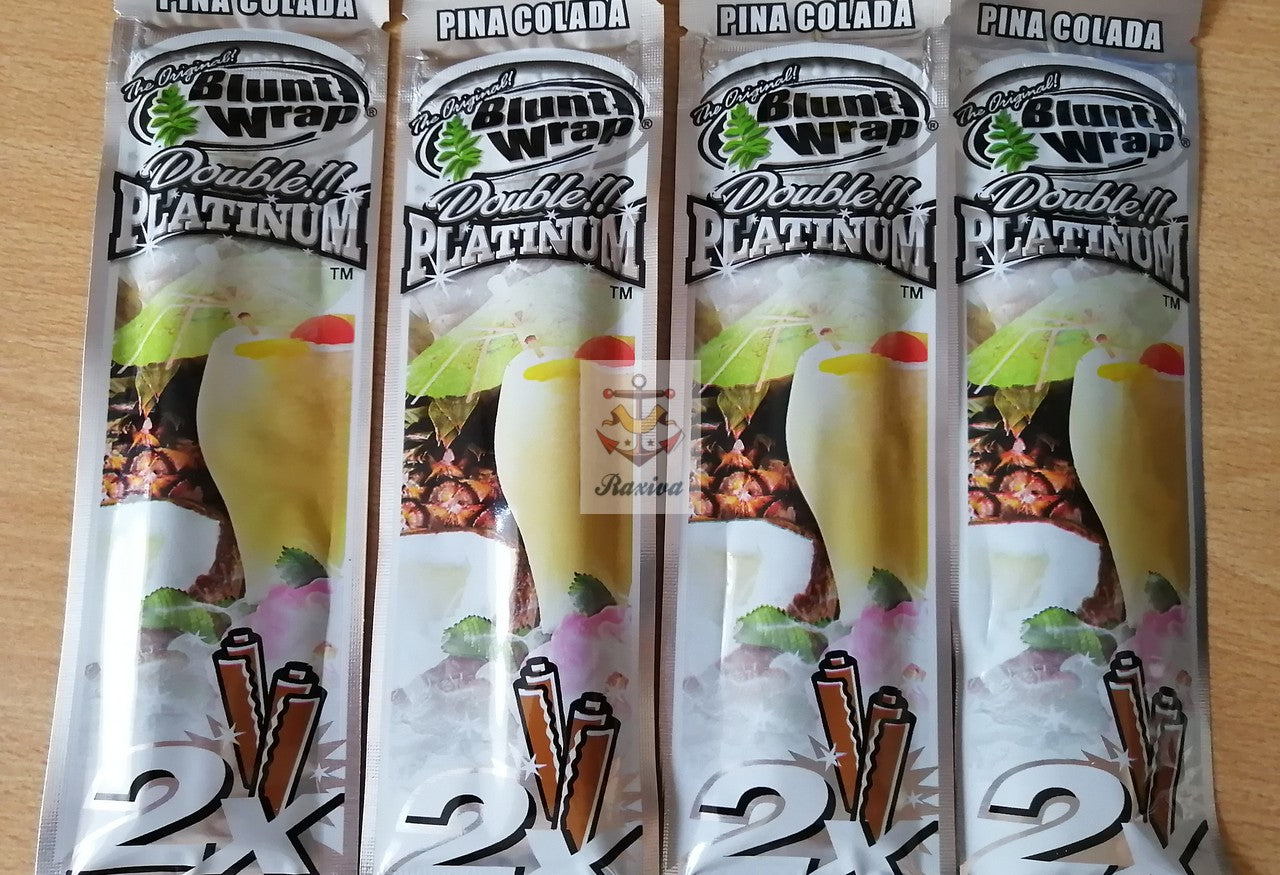 PINA COLADA
The Original!
Blunt
Wrap®
Double!!
PLATINUM
TM
2X
PINA COLADA
The Original!
Blunt
Wrap®
Double!!
PLATINUM
TM
2X
PINA COLADA
The Original!
Blunt
Wrap®
Double!!
PLATINUM
TM
2X
PINA COLADA
The Original!
Blunt
Wrap®
Double!!
PLATINUM
TM
2X
Raxiva